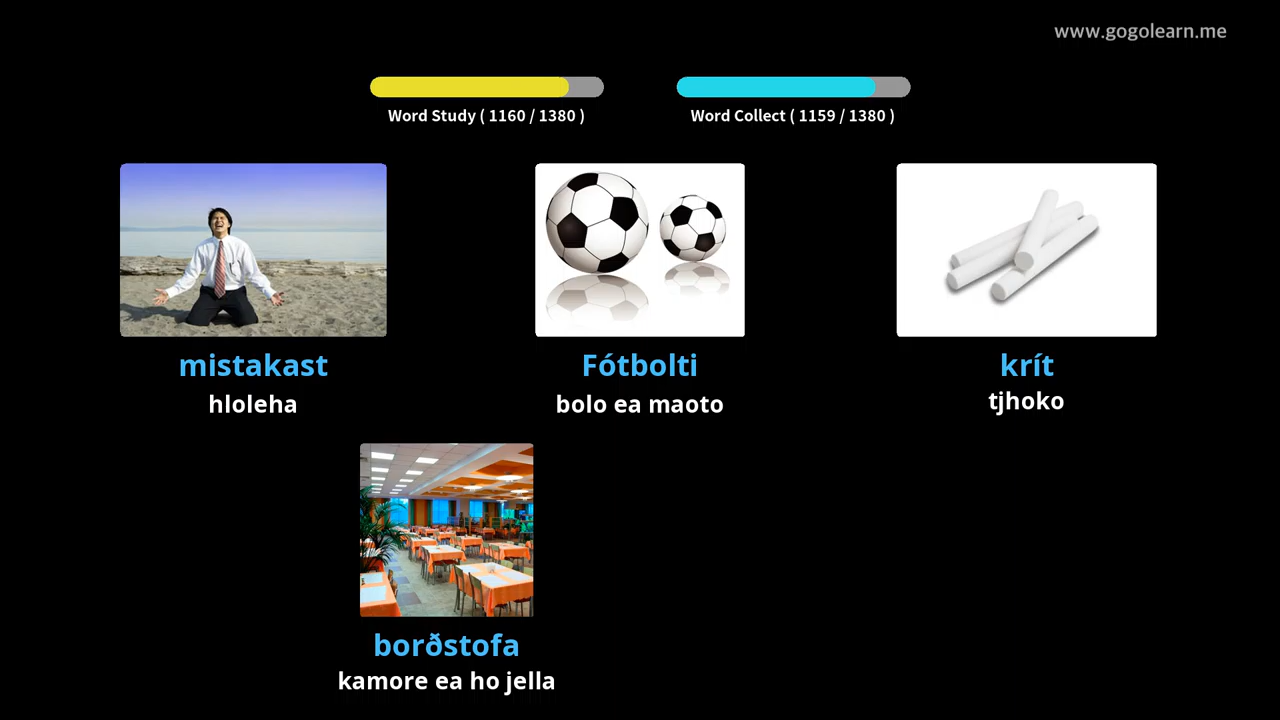 www.gogolearn.me
Word Study ( 1160 / 1380 )
Word Collect ( 1159 / 1380 )
mistakast
hloleha
Fótbolti
bolo ea maoto
krít
tjhoko
borðstofa
kamore ea ho jella